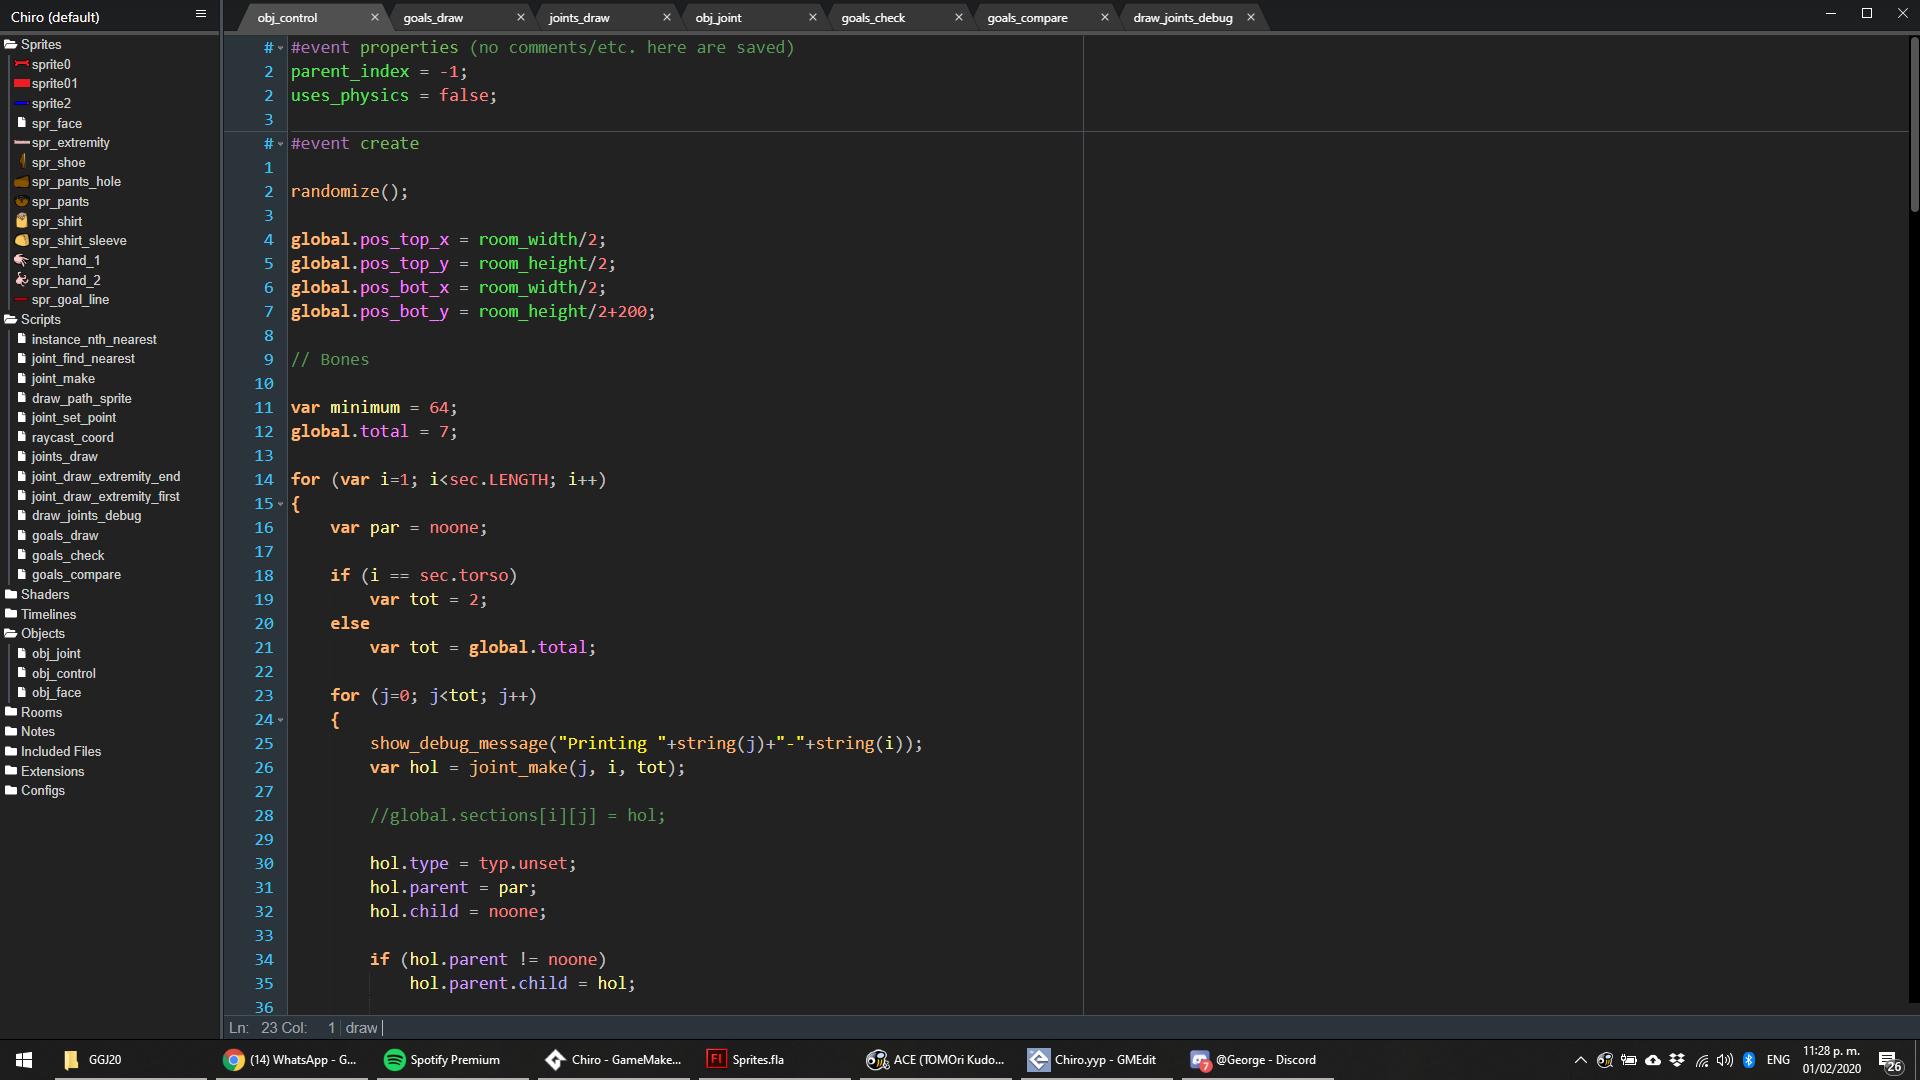 Chiro (default)
obj_control
goals_draw
joints_draw
obj_joint
goals_check
goals_compare
draw_joints_debug
Sprites
sprite0
sprite01
sprite2
spr_face
spr_extremity
spr_shoe
spr_pants_hole
spr_pants
spr_shirt
spr_shirt_sleeve
spr_hand_1
spr_hand_2
spr_goal_line
Scripts
instance_nth_nearest
joint_find_nearest
joint_make
draw_path_sprite
joint_set_point
raycast_coord
joints_draw
joint_draw_extremity_end
joint_draw_extremity_first
draw_joints_debug
goals_draw
goals_check
goals_compare
Shaders
Timelines
Objects
obj_joint
obj_control
obj_face
Rooms
Notes
Included Files
Extensions
Configs
# #event properties (no comments/etc. here are saved)
2 parent_index = -1;
2 uses_physics = false;
3
# #event create
1
2 randomize();
3
4 global.pos_top_x = room_width/2;
5 global.pos_top_y = room_height/2;
6 global.pos_bot_x = room_width/2;
7 global.pos_bot_y = room_height/2+200;
8
9 // Bones
10
11 var minimum = 64;
12 global.total = 7;
13
14 for (var i=1; i<sec.LENGTH; i++)
15 {
16 var par = noone;
17
18 if (i == sec.torso)
19 var tot = 2;
20 else
21 var tot = global.total;
22
23 for (j=0; j<tot; j++)
24 {
25 show_debug_message("Printing "+string(j)+"-"+string(i));
26 var hol = joint_make(j, i, tot);
27
28 //global.sections[i][j] = hol;
29
30 hol.type = typ.unset;
31 hol.parent = par;
32 hol.child = noone;
33
34 if (hol.parent != noone)
35 hol.parent.child = hol;
36
Ln: 23 Col: 1 draw
GGJ20
(14) WhatsApp - G...
Spotify Premium
Chiro - GameMake...
Fl
Sprites.fla
ACE (TOMOri Kudo...
Chiro.yyp - GMEdit
7
@George - Discord
ENG
11:28 p. m.
01/02/2020
26